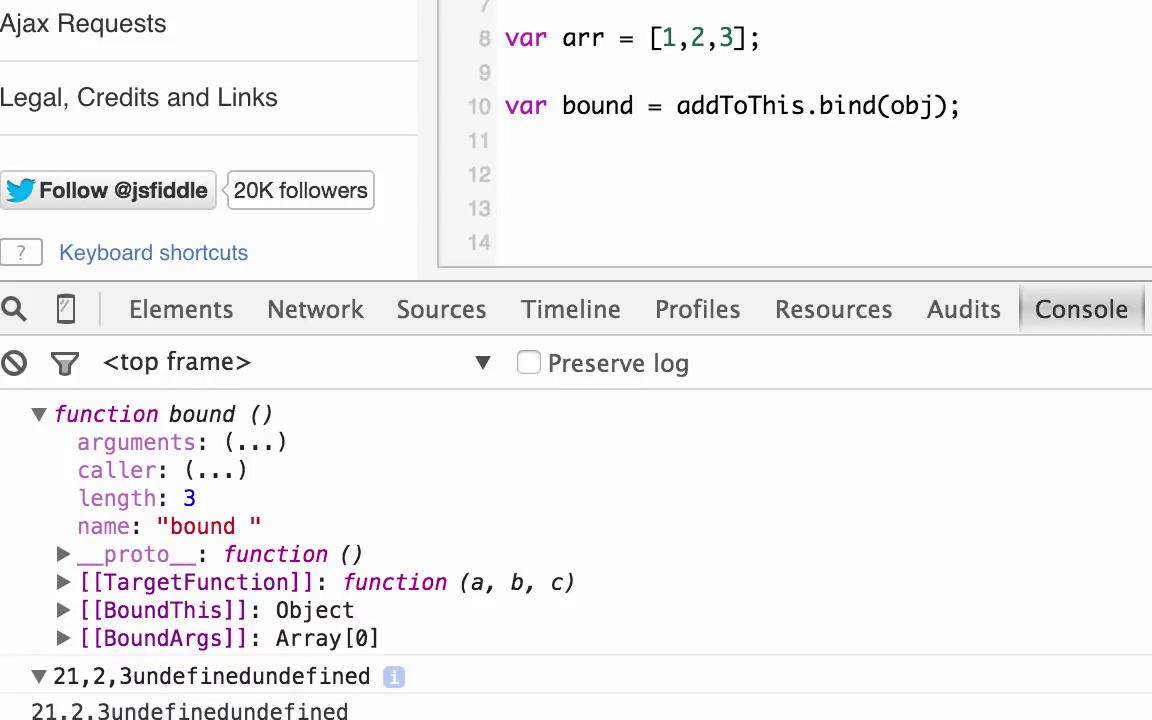 Ajax Requests
Legal, Credits and Links
Follow @jsfiddle 20K followers
? Keyboard shortcuts
7
8 var arr = [1,2,3];
9
10 var bound = addToThis.bind(obj);
11
12
13
14
Elements Network Sources Timeline Profiles Resources Audits Console
<top frame> ▼ Preserve log
▼ function bound ()
arguments: (...)
caller: (...)
length: 3
name: "bound "
▶ __proto__: function ()
▶ [[TargetFunction]]: function (a, b, c)
▶ [[BoundThis]]: Object
▶ [[BoundArgs]]: Array[0]
▼ 21,2,3undefinedundefined i
21,2,3undefinedundefined